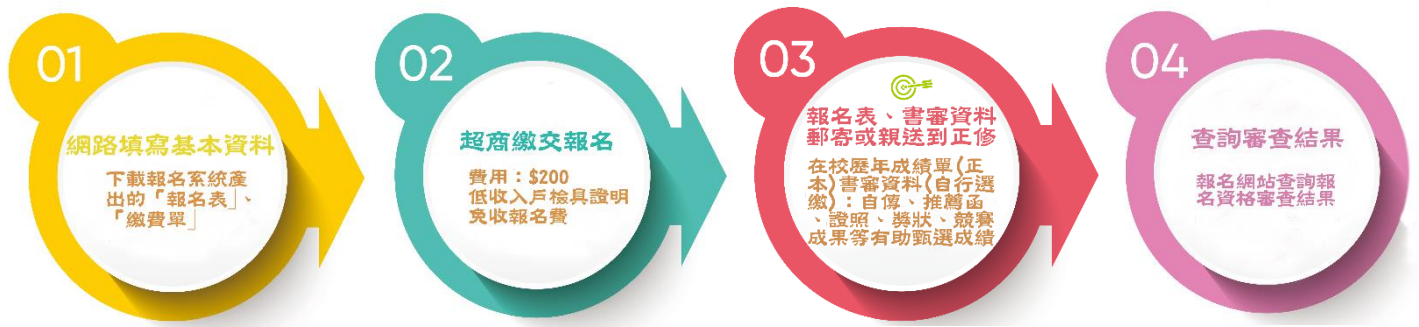 01
網路填寫基本資料
下載報名系統產
出的「報名表」、
「繳費單」
02
超商繳交報名
費用：$200
低收入戶檢具證明
免收報名費
03
報名表、書審資料
郵寄或親送到正修
在校歷年成績單(正
本)書審資料(自行選
繳)：自傳、推薦函
、證照、獎狀、競賽
成果等有助甄選成績
04
查詢審查結果
報名網站查詢報
名資格審查結果